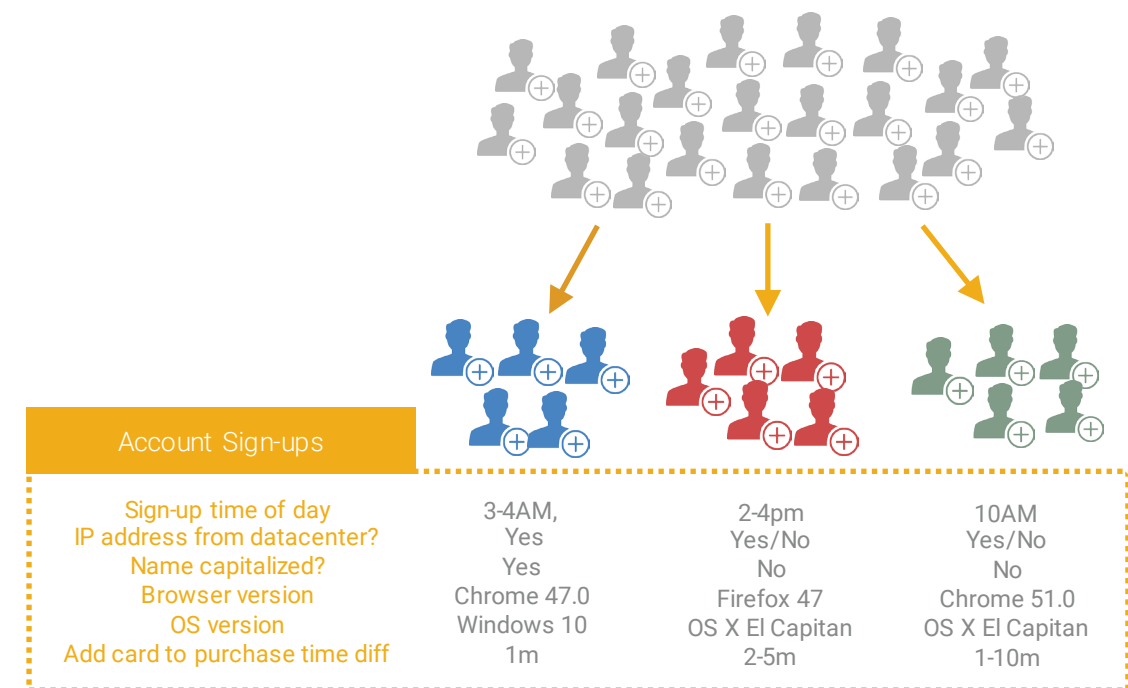 Account Sign-ups
Sign-up time of day 3-4AM, 2-4pm 10AM
IP address from datacenter? Yes Yes/No Yes/No
Name capitalized? Yes No No
Browser version Chrome 47.0 Firefox 47 Chrome 51.0
OS version Windows 10 OS X El Capitan OS X El Capitan
Add card to purchase time diff 1m 2-5m 1-10m